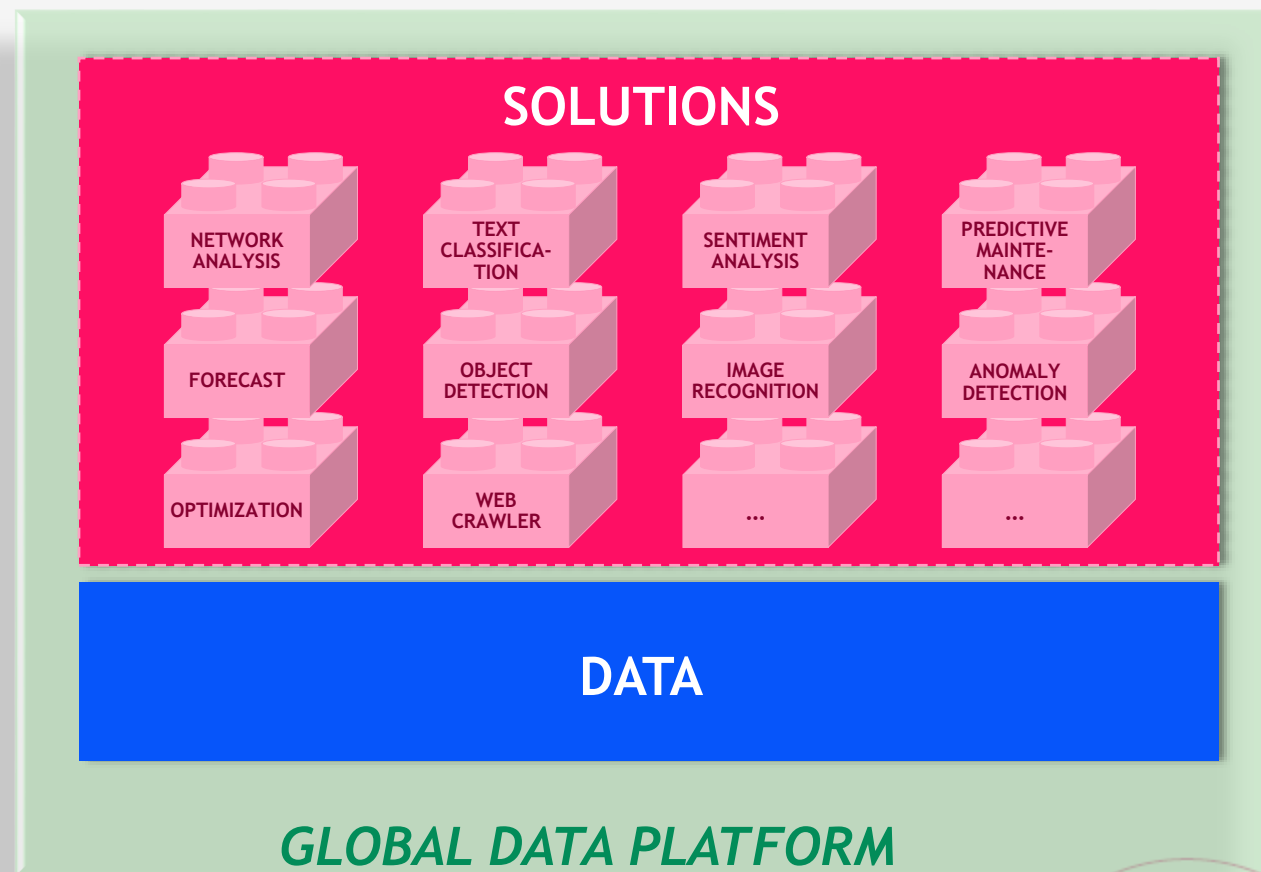 SOLUTIONS
NETWORK
ANALYSIS
TEXT
CLASSIFICA-
TION
SENTIMENT
ANALYSIS
PREDICTIVE
MAINTE-
NANCE
FORECAST
OBJECT
DETECTION
IMAGE
RECOGNITION
ANOMALY
DETECTION
OPTIMIZATION
WEB
CRAWLER
...
...
DATA
GLOBAL DATA PLATFORM